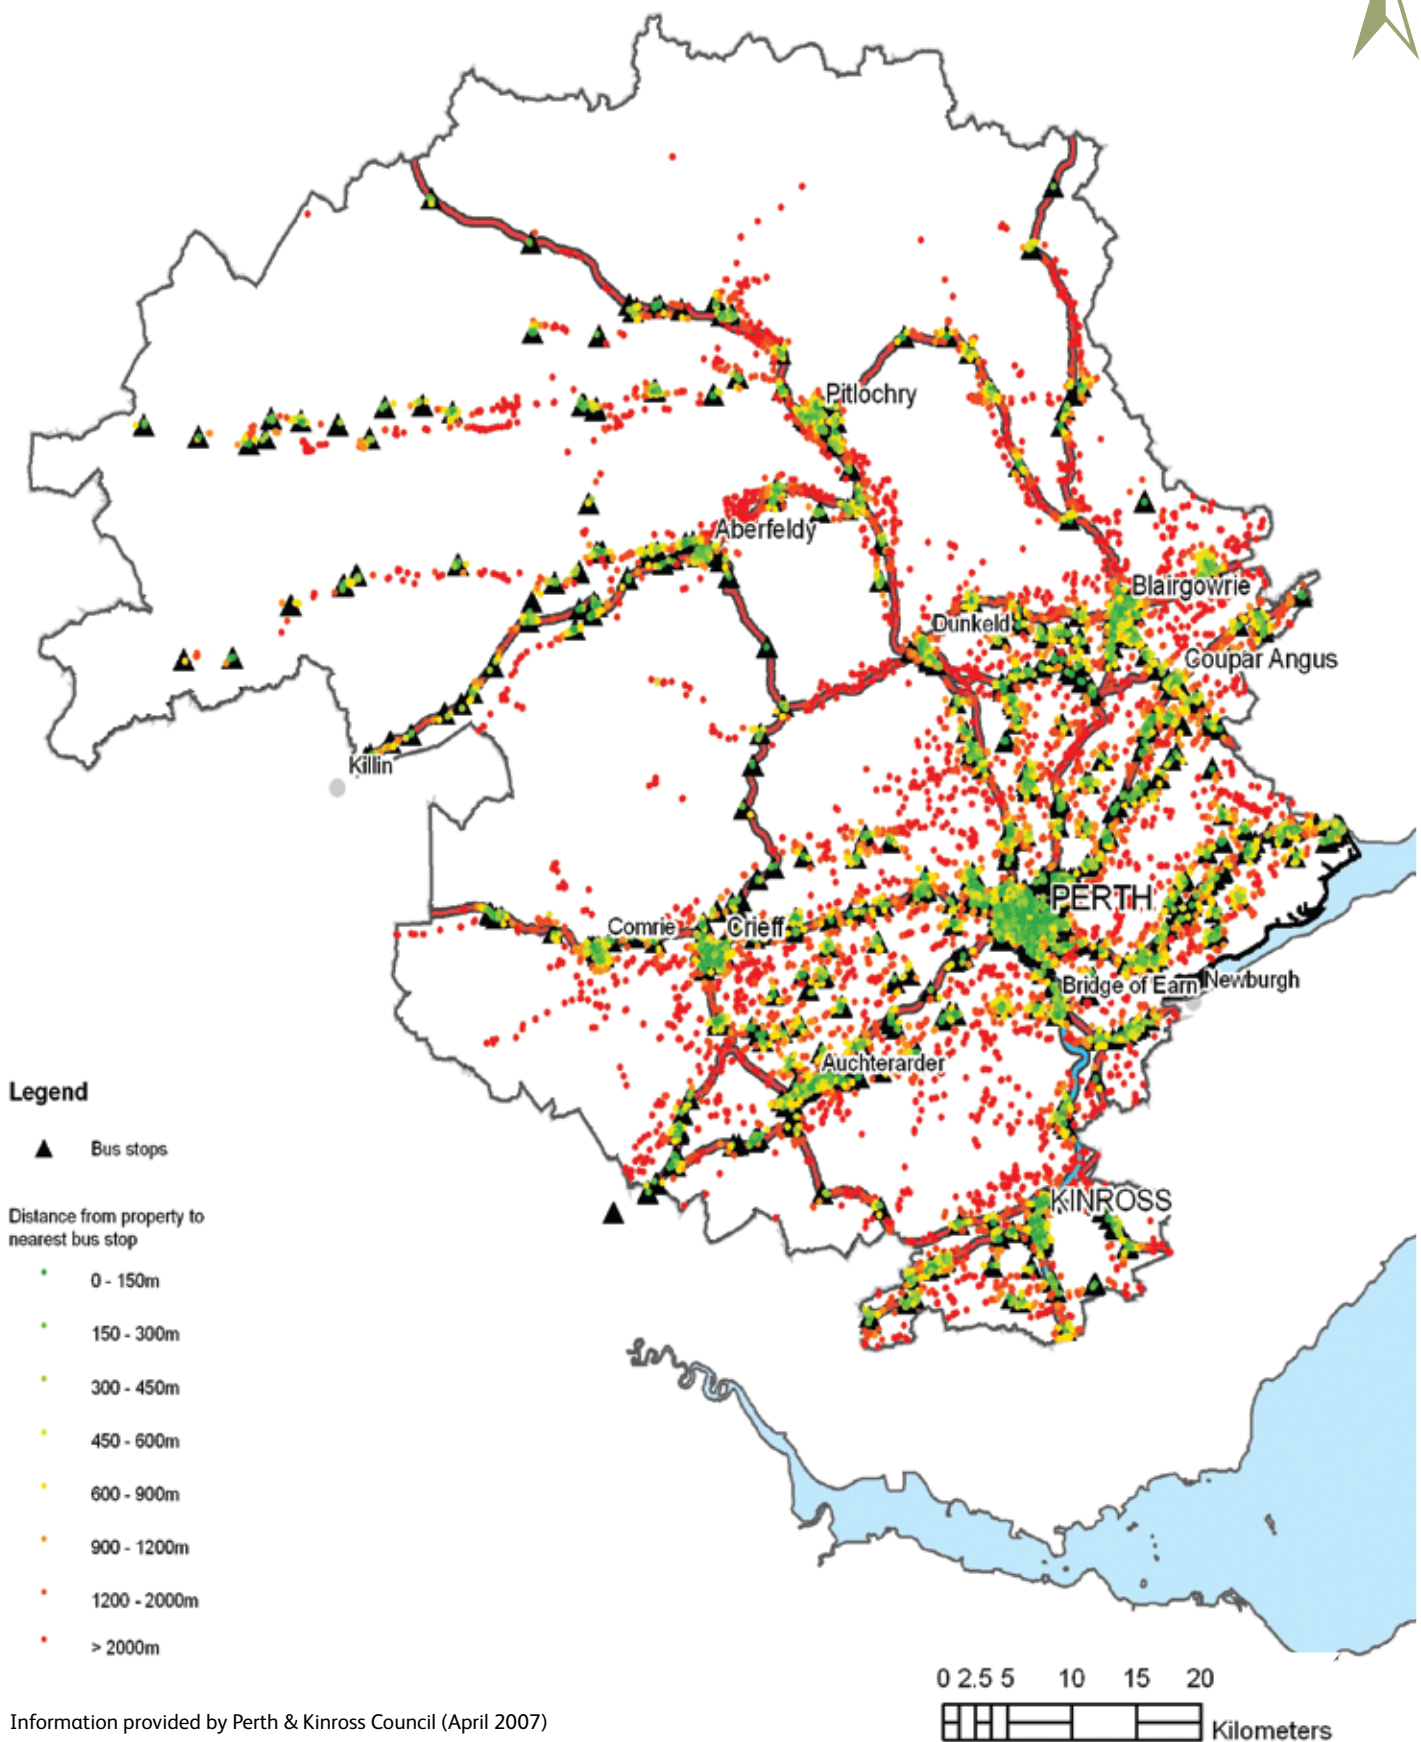 Pitlochry
Aberfeldy
Blairgowrie
Dunkeld
Coupar Angus
Killin
PERTH
Comrie
Crieff
Bridge of Earn
Newburgh
Auchterarder
KINROSS
Legend
Bus stops
Distance from property to
nearest bus stop
0 - 150m
150 - 300m
300 - 450m
450 - 600m
600 - 900m
900 - 1200m
1200 - 2000m
> 2000m
0 2.5 5 10 15 20
Kilometers
Information provided by Perth & Kinross Council (April 2007)